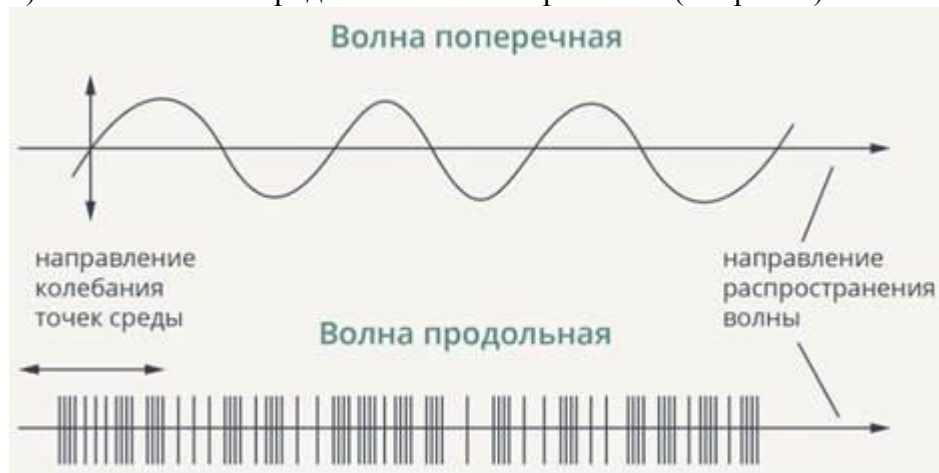 Волна поперечная
направление
колебания
точек среды
направление
распространения
волны
Волна продольная